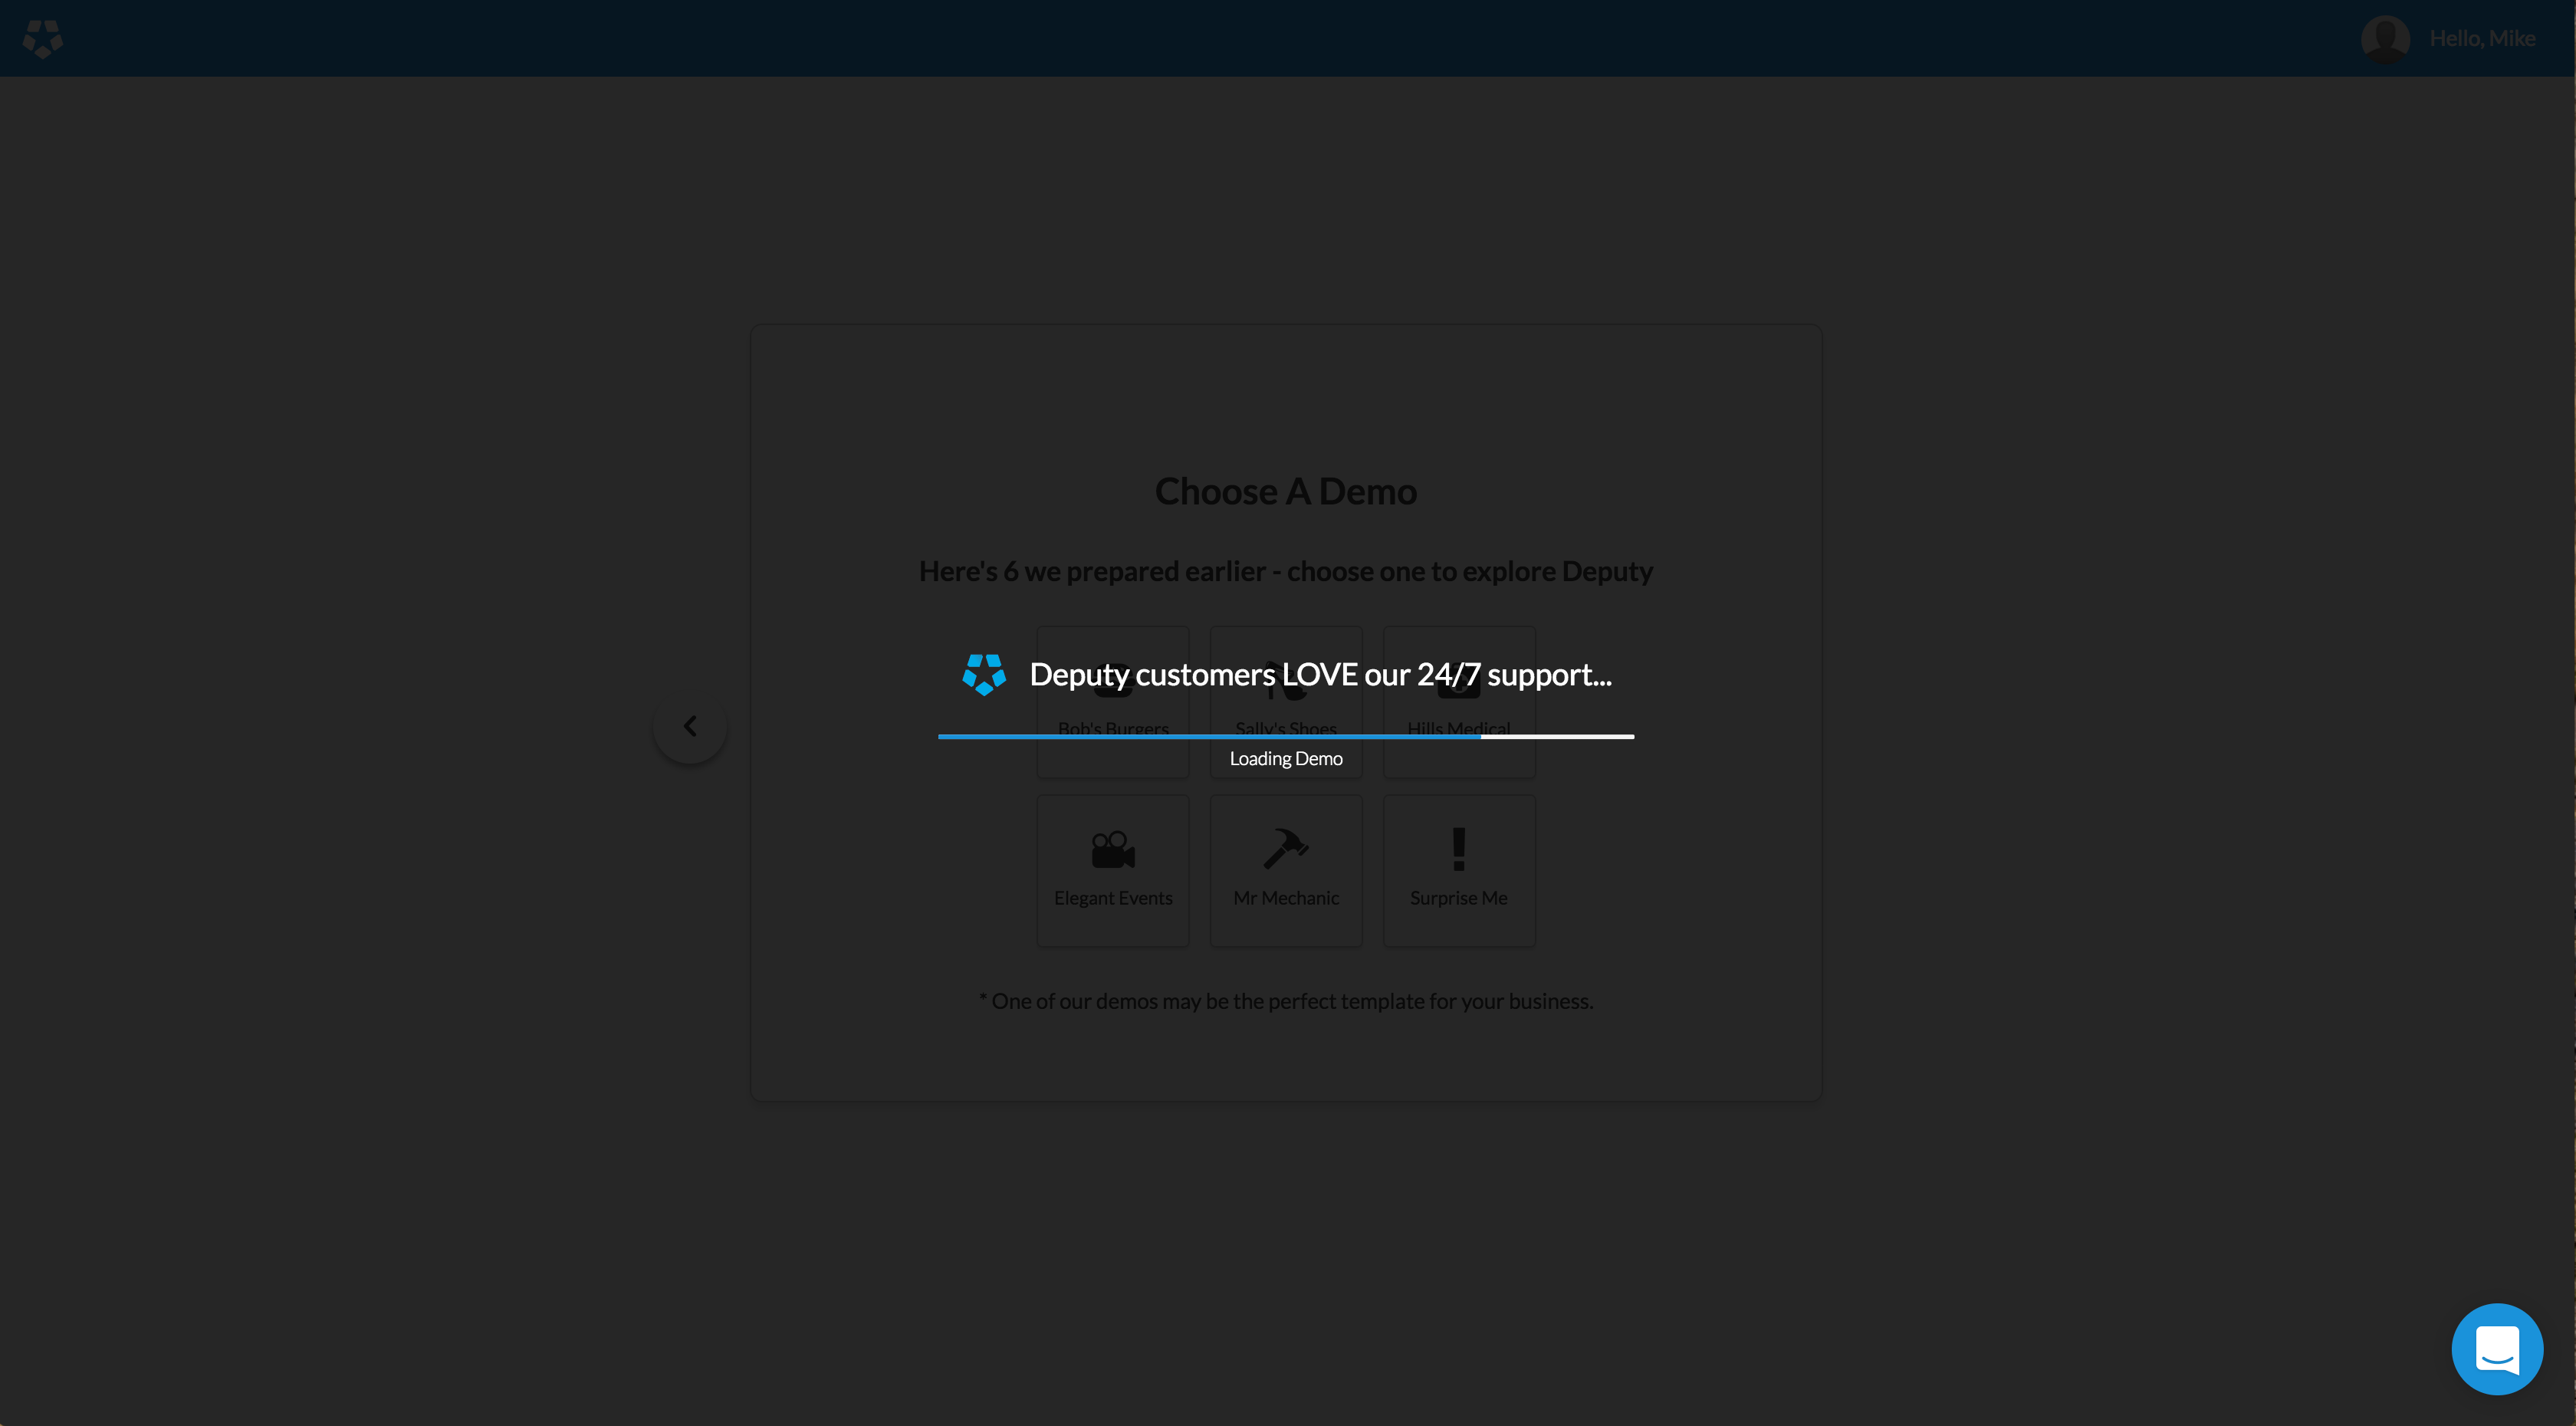 Hello, Mike
Choose A Demo
Here's 6 we prepared earlier - choose one to explore Deputy
Deputy customers LOVE our 24/7 support...
Bob's Burgers
Sally's Shoes
Hills Medical
Loading Demo
Elegant Events
Mr Mechanic
Surprise Me
* One of our demos may be the perfect template for your business.